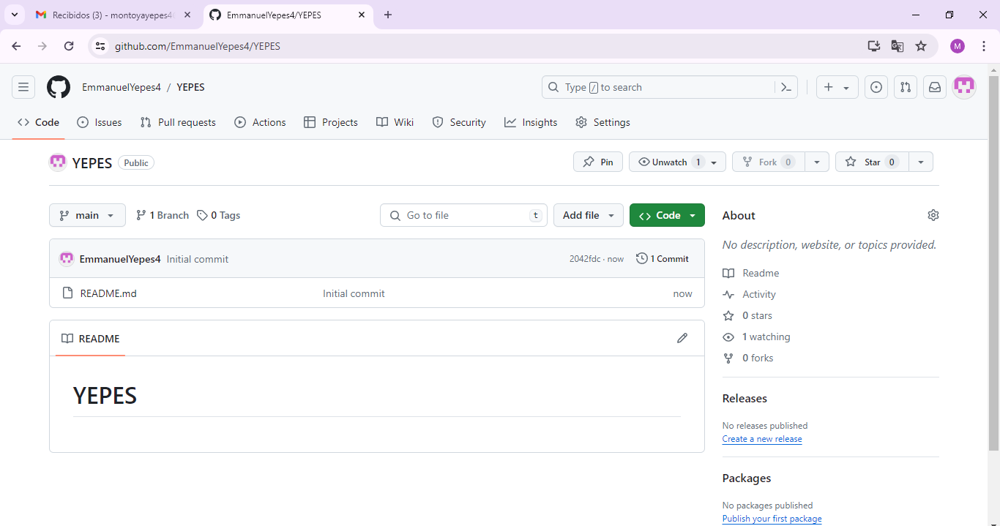 Recibidos (3) - montoyayepes4
EmmanuelYepes4/YEPES
github.com/EmmanuelYepes4/YEPES
M
EmmanuelYepes4 / YEPES
Type / to search
Code Issues Pull requests Actions Projects Wiki Security Insights Settings
YEPES Public
Pin Unwatch 1 Fork 0 Star 0
main 1 Branch 0 Tags Go to file t Add file Code
EmmanuelYepes4 Initial commit 2042fdc · now 1 Commit
README.md Initial commit now
README
YEPES
About
No description, website, or topics provided.
Readme
Activity
0 stars
1 watching
0 forks
Releases
No releases published
Create a new release
Packages
No packages published
Publish your first package